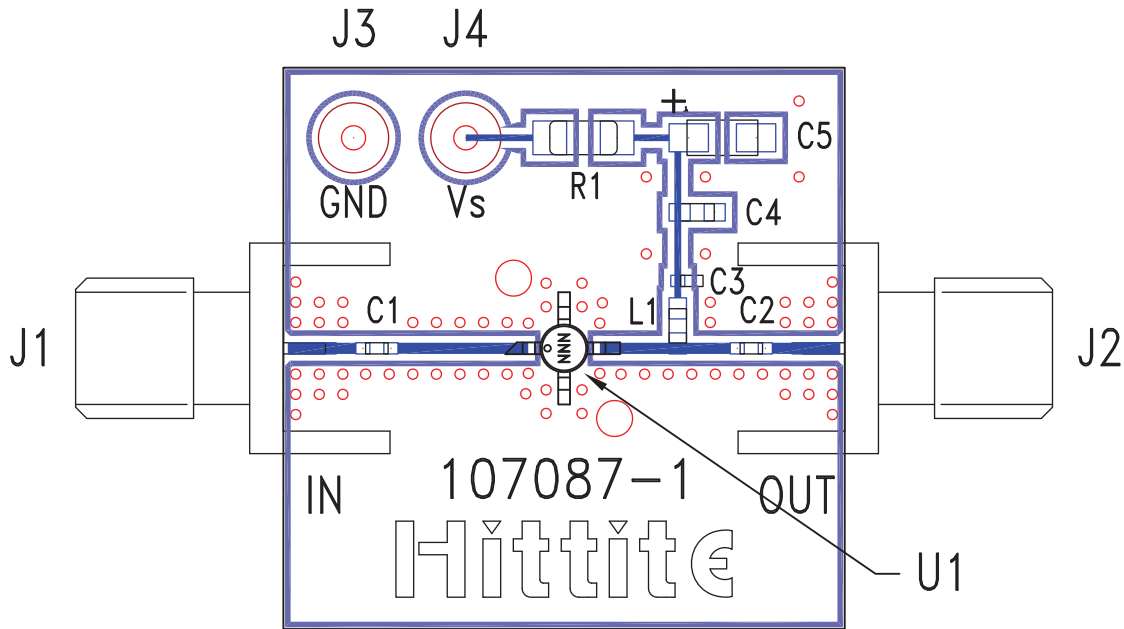 J3 J4
+
C5
R1
GND Vs
C4
C3
C1 L1 C2
J1 NNN J2
107087-1
IN OUT
Hittite
U1